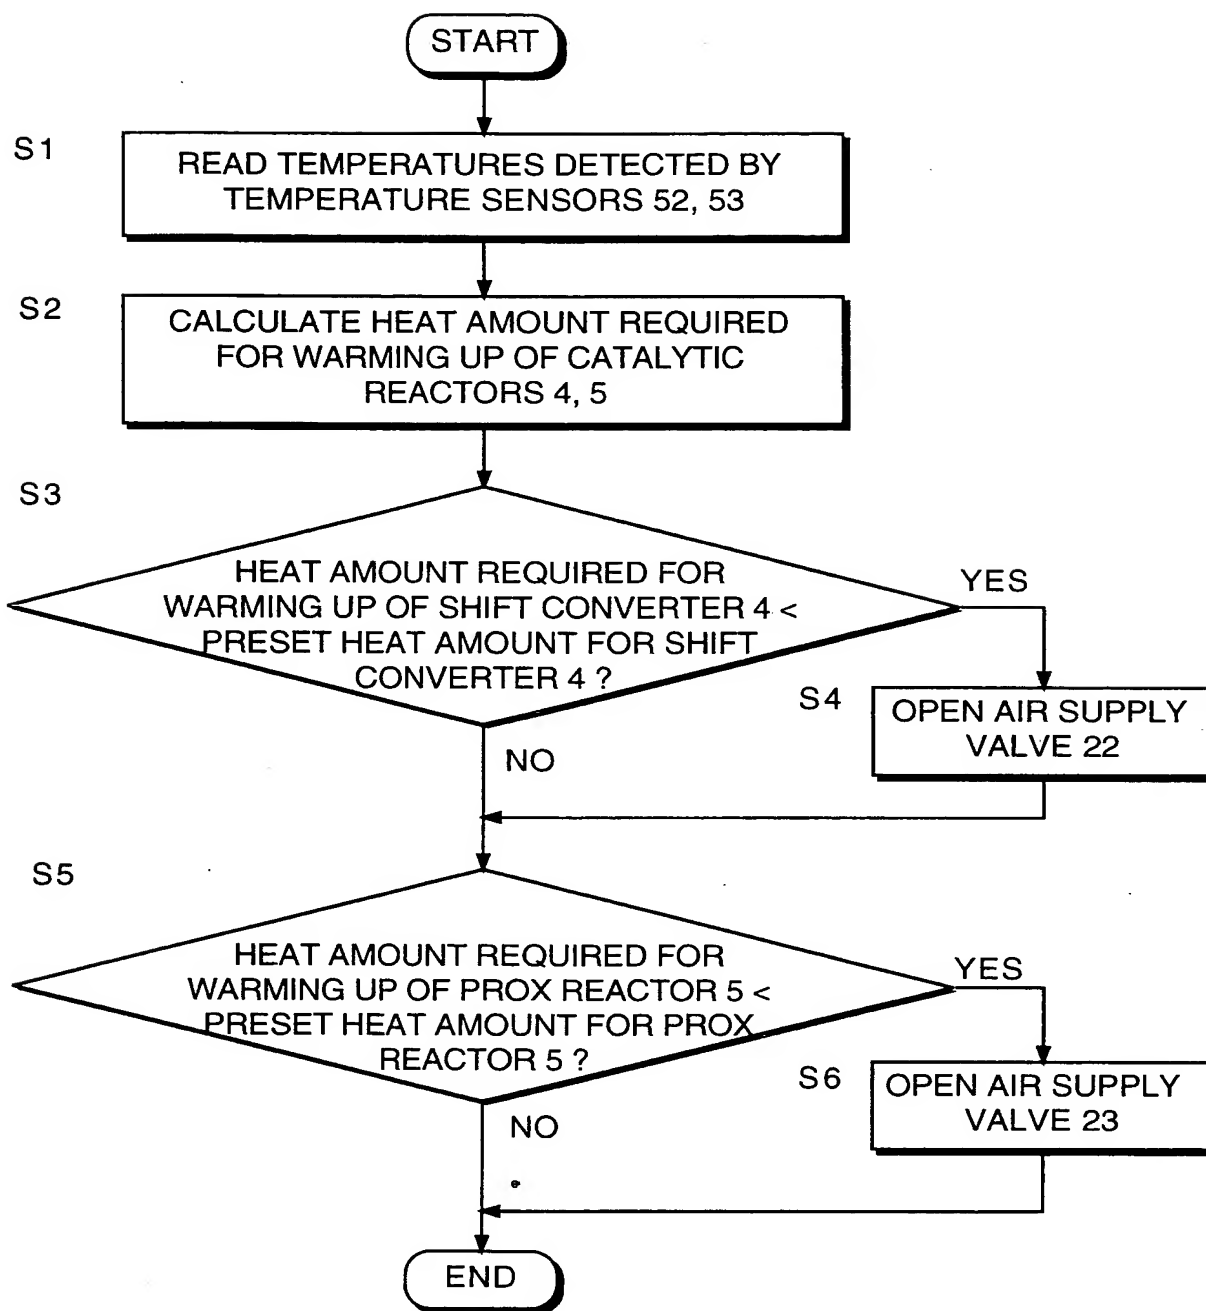 START
S1
READ TEMPERATURES DETECTED BY
TEMPERATURE SENSORS 52, 53
S2
CALCULATE HEAT AMOUNT REQUIRED
FOR WARMING UP OF CATALYTIC
REACTORS 4, 5
S3
HEAT AMOUNT REQUIRED FOR
WARMING UP OF SHIFT CONVERTER 4 <
PRESET HEAT AMOUNT FOR SHIFT
CONVERTER 4 ?
YES
S4
OPEN AIR SUPPLY
VALVE 22
NO
S5
HEAT AMOUNT REQUIRED FOR
WARMING UP OF PROX REACTOR 5 <
PRESET HEAT AMOUNT FOR PROX
REACTOR 5 ?
YES
S6
OPEN AIR SUPPLY
VALVE 23
NO
END